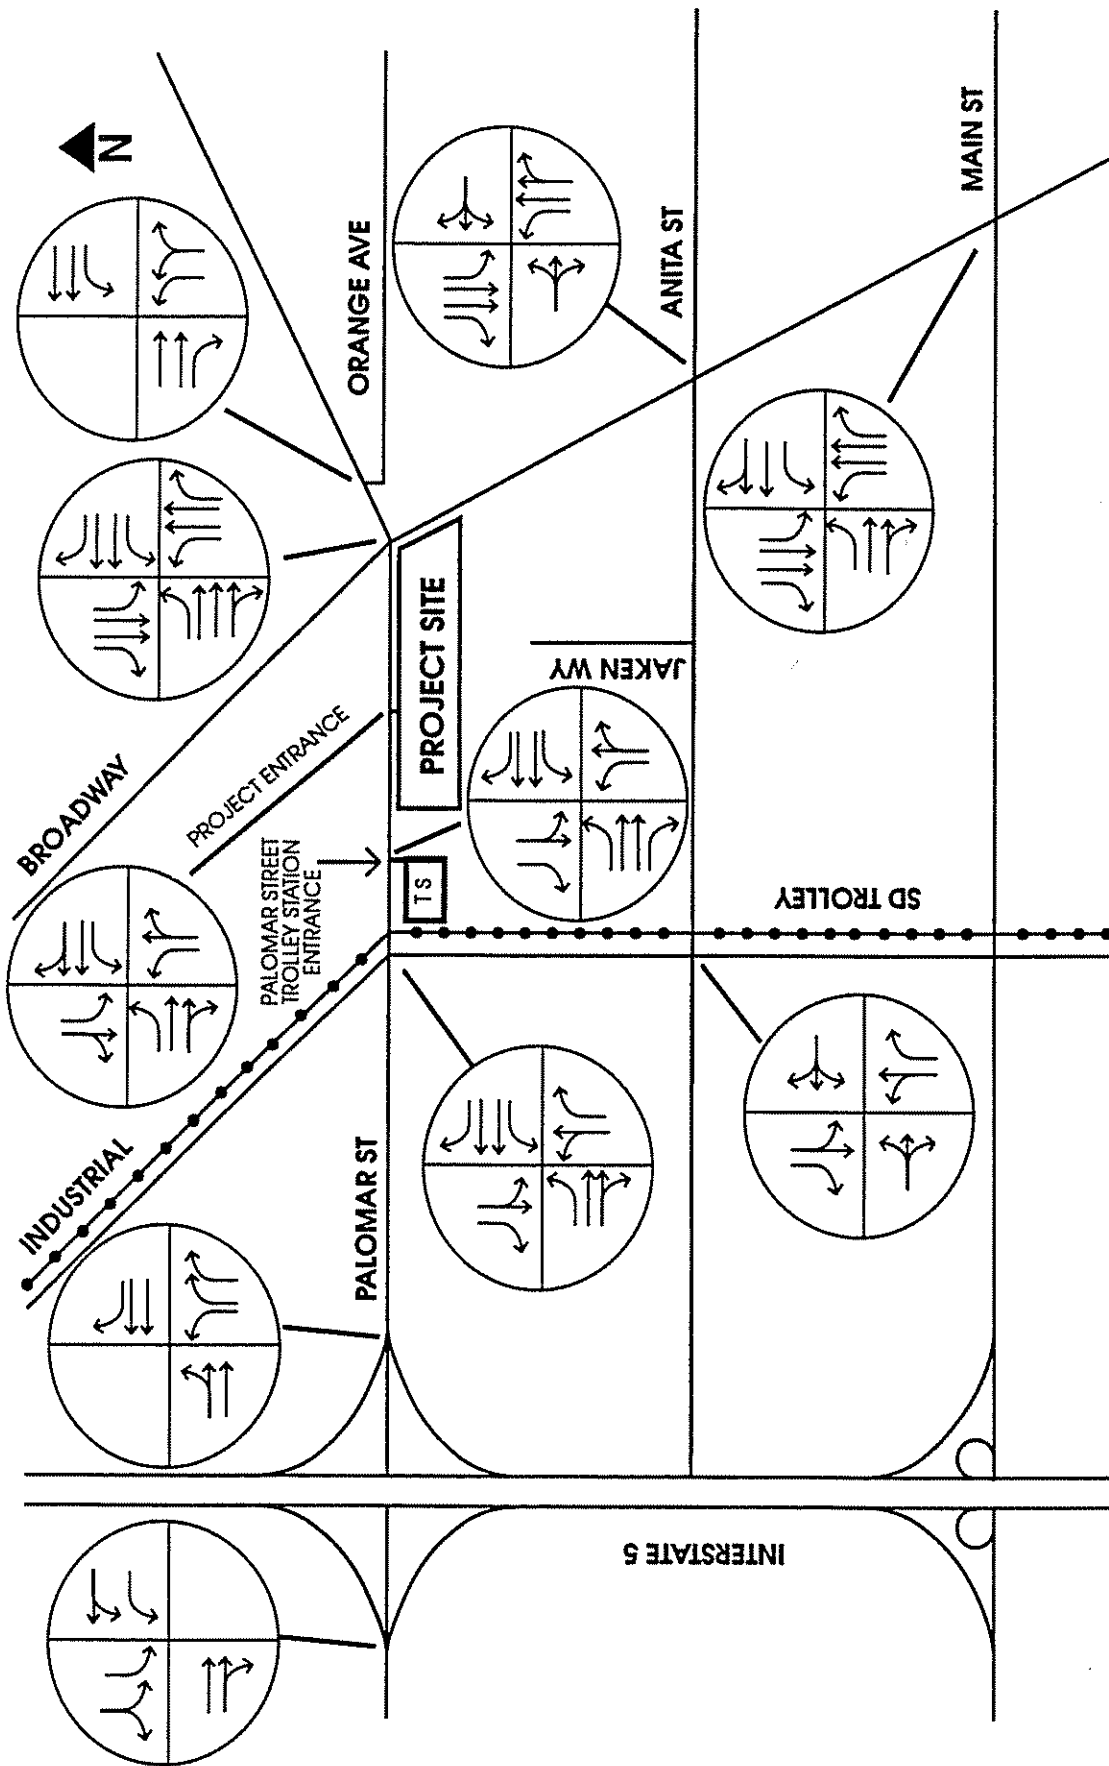 N
ORANGE AVE
ANITA ST
MAIN ST
BROADWAY
PROJECT ENTRANCE
PROJECT SITE
JAKEN WY
PALOMAR STREET
TROLLEY STATION
ENTRANCE
TS
SD TROLLEY
INDUSTRIAL
PALOMAR ST
INTERSTATE 5